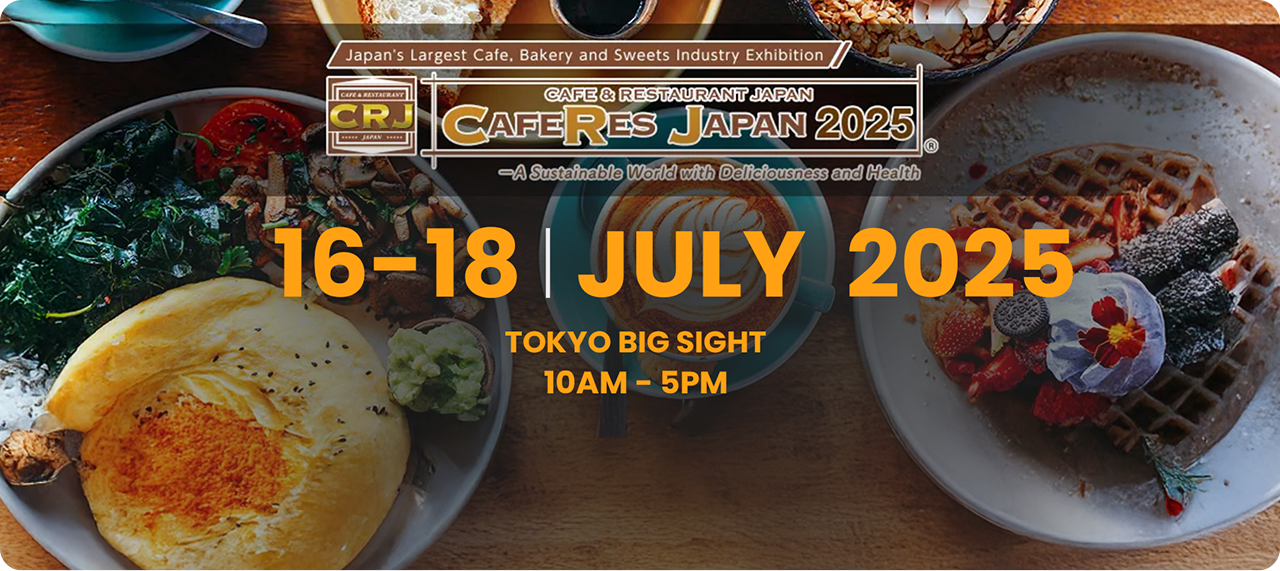 Japan's Largest Cafe, Bakery and Sweets Industry Exhibition
CAFE & RESTAURANT
CRJ
JAPAN
CAFE & RESTAURANT JAPAN
CAFERES JAPAN 2025
®
—A Sustainable World with Deliciousness and Health
16-18 | JULY 2025
TOKYO BIG SIGHT
10AM - 5PM